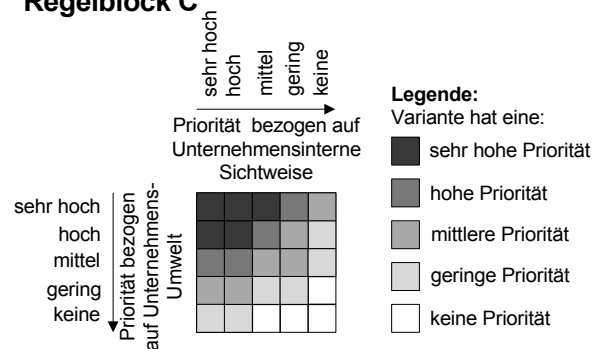 Regelblock C
sehr hoch
hoch
mittel
gering
keine
Priorität bezogen auf
Unternehmensinterne
Sichtweise
sehr hoch
hoch
mittel
gering
keine
Priorität bezogen
auf Unternehmens-
Umwelt
Legende:
Variante hat eine:
sehr hohe Priorität
hohe Priorität
mittlere Priorität
geringe Priorität
keine Priorität